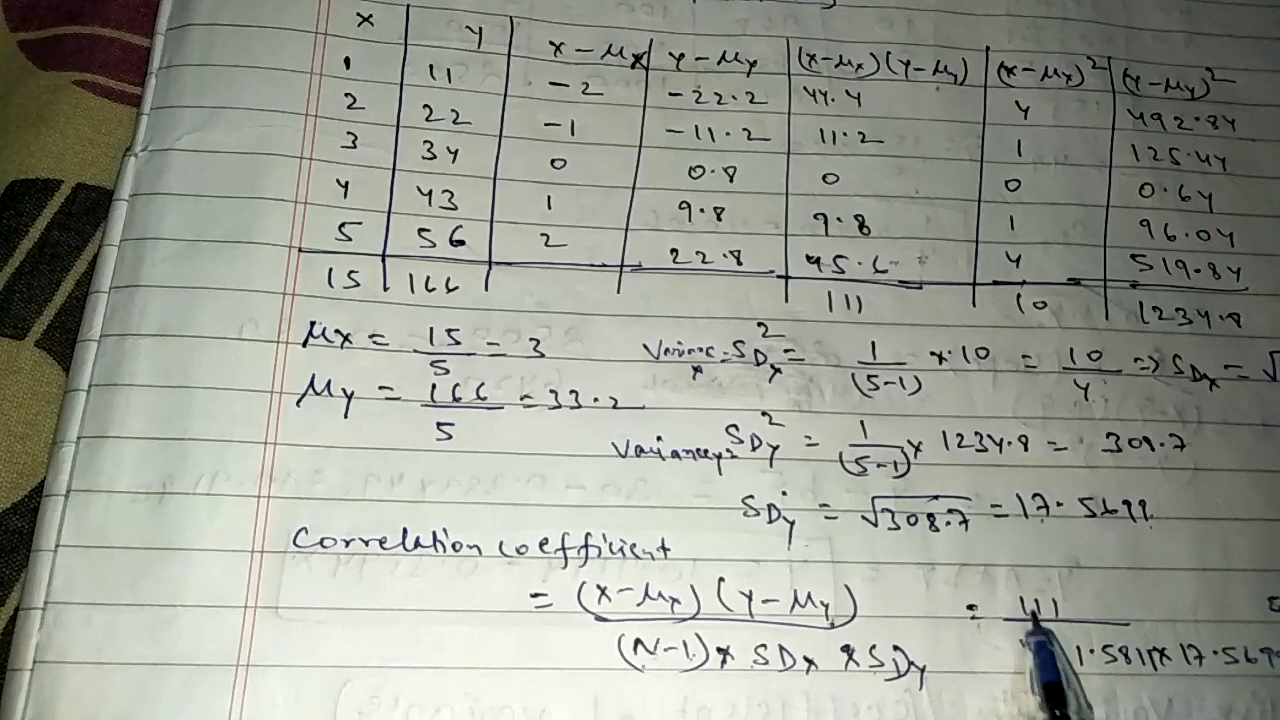 x y x-μx y-μy (x-μx)(y-μy) (x-μx)² (y-μy)²
1 11 -2 -22.2 44.4 4 492.84
2 22 -1 -11.2 11.2 1 125.44
3 34 0 0.8 0 0 0.64
4 43 1 9.8 9.8 1 96.04
5 56 2 22.8 45.6 4 519.84
15 166 111 10 1234.8
μx = 15/5 = 3 SDx² = 1/(5-1) x 10 = 10/4 => SDx = √
μy = 166/5 = 33.2
Variancey = SDy² = 1/(5-1) x 1234.8 = 308.7
SDy = √308.7 = 17.5699
Correlation coefficient
= (x-μx)(y-μy)/(N-1)x SDx x SDy = 111/1.5811x17.569